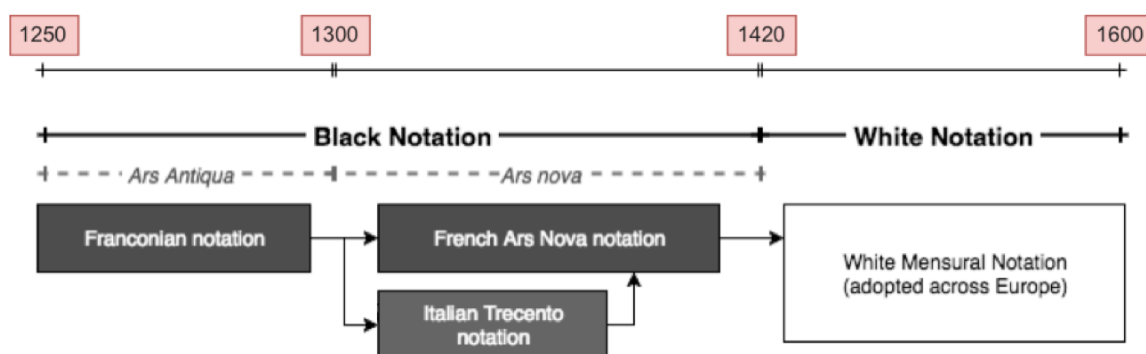 1250 1300 1420 1600
Black Notation White Notation
Ars Antiqua Ars nova
Franconian notation French Ars Nova notation
White Mensural Notation
(adopted across Europe)
Italian Trecento
notation